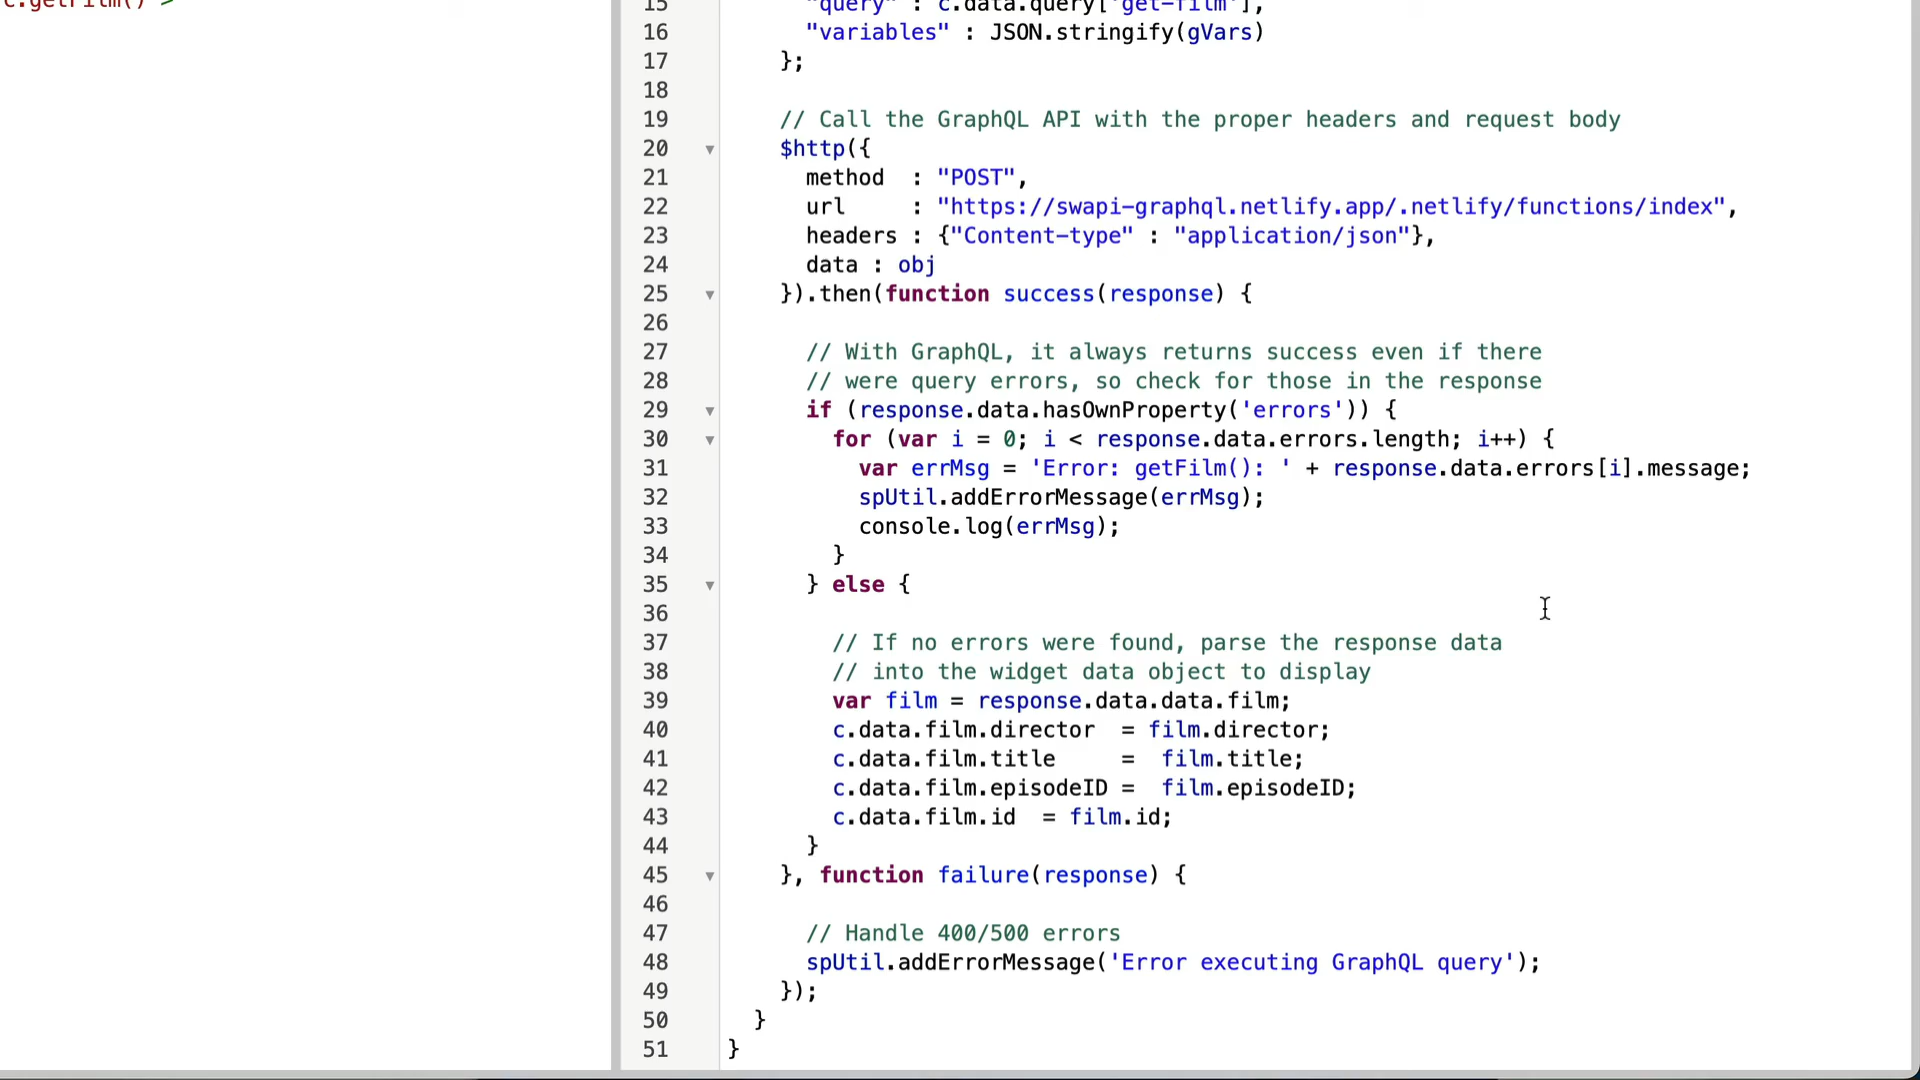 c.getFilm()">
15 "query" : c.data.query['get-film'],
16 "variables" : JSON.stringify(gVars)
17 };
18
19 // Call the GraphQL API with the proper headers and request body
20 $http({
21 method : "POST",
22 url : "https://swapi-graphql.netlify.app/.netlify/functions/index",
23 headers : {"Content-type" : "application/json"},
24 data : obj
25 }).then(function success(response) {
26
27 // With GraphQL, it always returns success even if there
28 // were query errors, so check for those in the response
29 if (response.data.hasOwnProperty('errors')) {
30 for (var i = 0; i < response.data.errors.length; i++) {
31 var errMsg = 'Error: getFilm(): ' + response.data.errors[i].message;
32 spUtil.addErrorMessage(errMsg);
33 console.log(errMsg);
34 }
35 } else {
36
37 // If no errors were found, parse the response data
38 // into the widget data object to display
39 var film = response.data.data.film;
40 c.data.film.director = film.director;
41 c.data.film.title = film.title;
42 c.data.film.episodeID = film.episodeID;
43 c.data.film.id = film.id;
44 }
45 }, function failure(response) {
46
47 // Handle 400/500 errors
48 spUtil.addErrorMessage('Error executing GraphQL query');
49 });
50 }
51 }